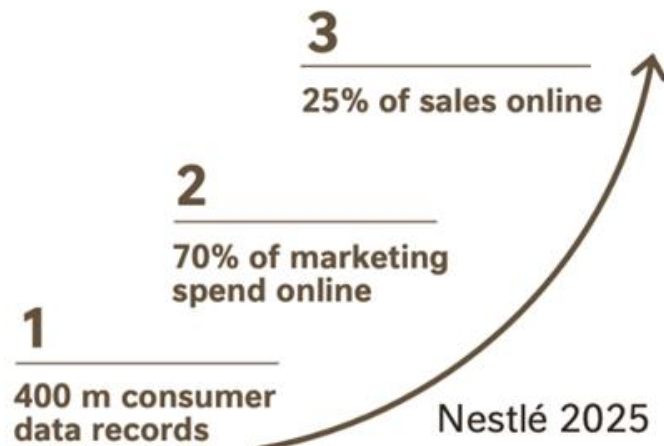 3
25% of sales online
2
70% of marketing
spend online
1
400 m consumer
data records
Nestlé 2025